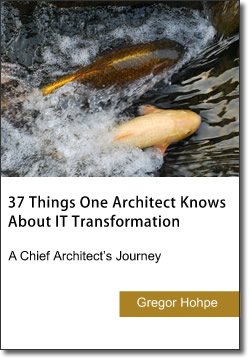 37 Things One Architect Knows
About IT Transformation
A Chief Architect's Journey
Gregor Hohpe